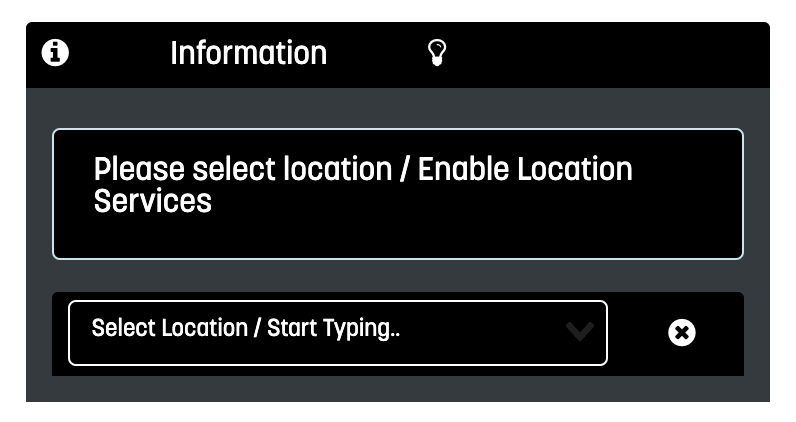 Information
Please select location / Enable Location
Services
Select Location / Start Typing..